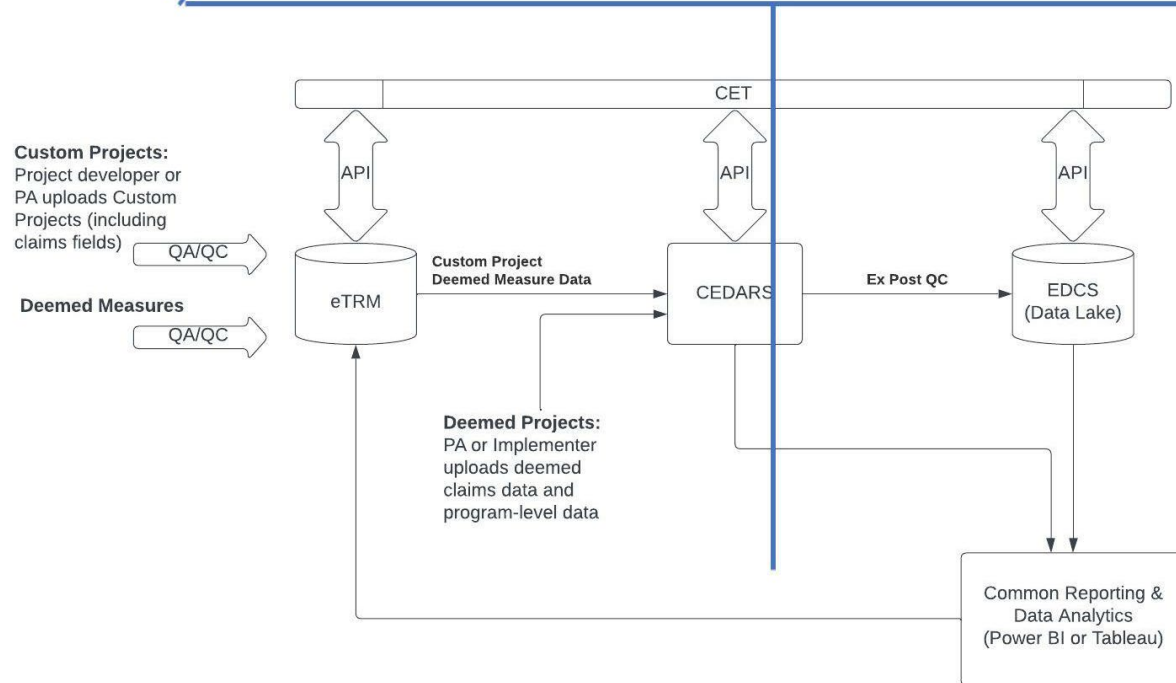 CET
API
API
API
Custom Projects:
Project developer or
PA uploads Custom
Projects (including
claims fields)
QA/QC
Deemed Measures
QA/QC
eTRM
Custom Project
Deemed Measure Data
CEDARS
Ex Post QC
EDCS
(Data Lake)
Deemed Projects:
PA or Implementer
uploads deemed
claims data and
program-level data
Common Reporting &
Data Analytics
(Power BI or Tableau)